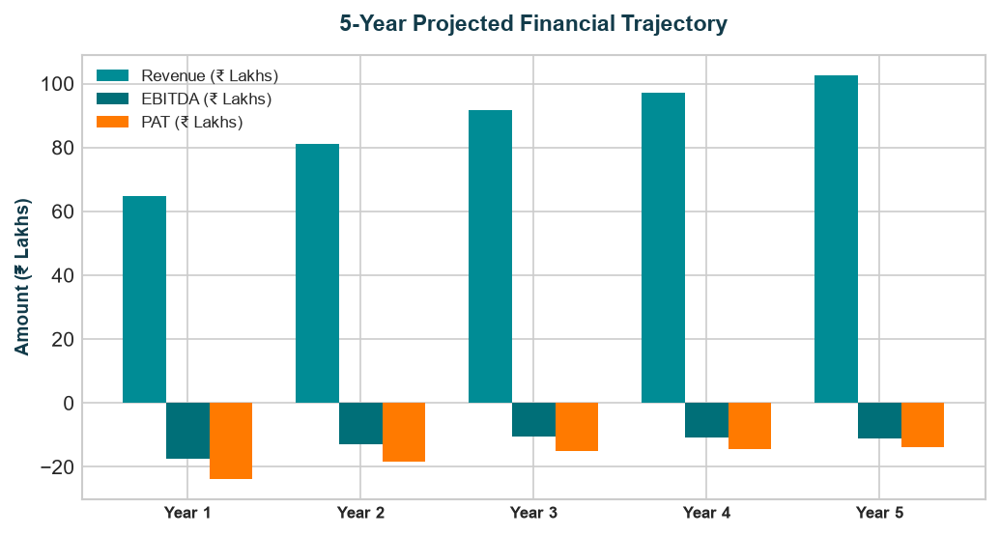 5-Year Projected Financial Trajectory
Revenue (₹ Lakhs)
EBITDA (₹ Lakhs)
PAT (₹ Lakhs)
Amount (₹ Lakhs)
100
80
60
40
20
0
−20
Year 1 Year 2 Year 3 Year 4 Year 5